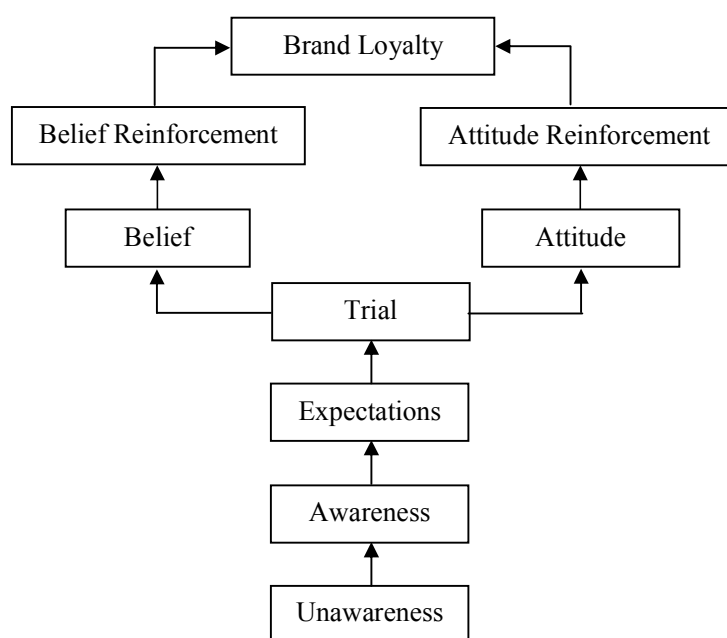 Brand Loyalty
Belief Reinforcement
Attitude Reinforcement
Belief
Attitude
Trial
Expectations
Awareness
Unawareness